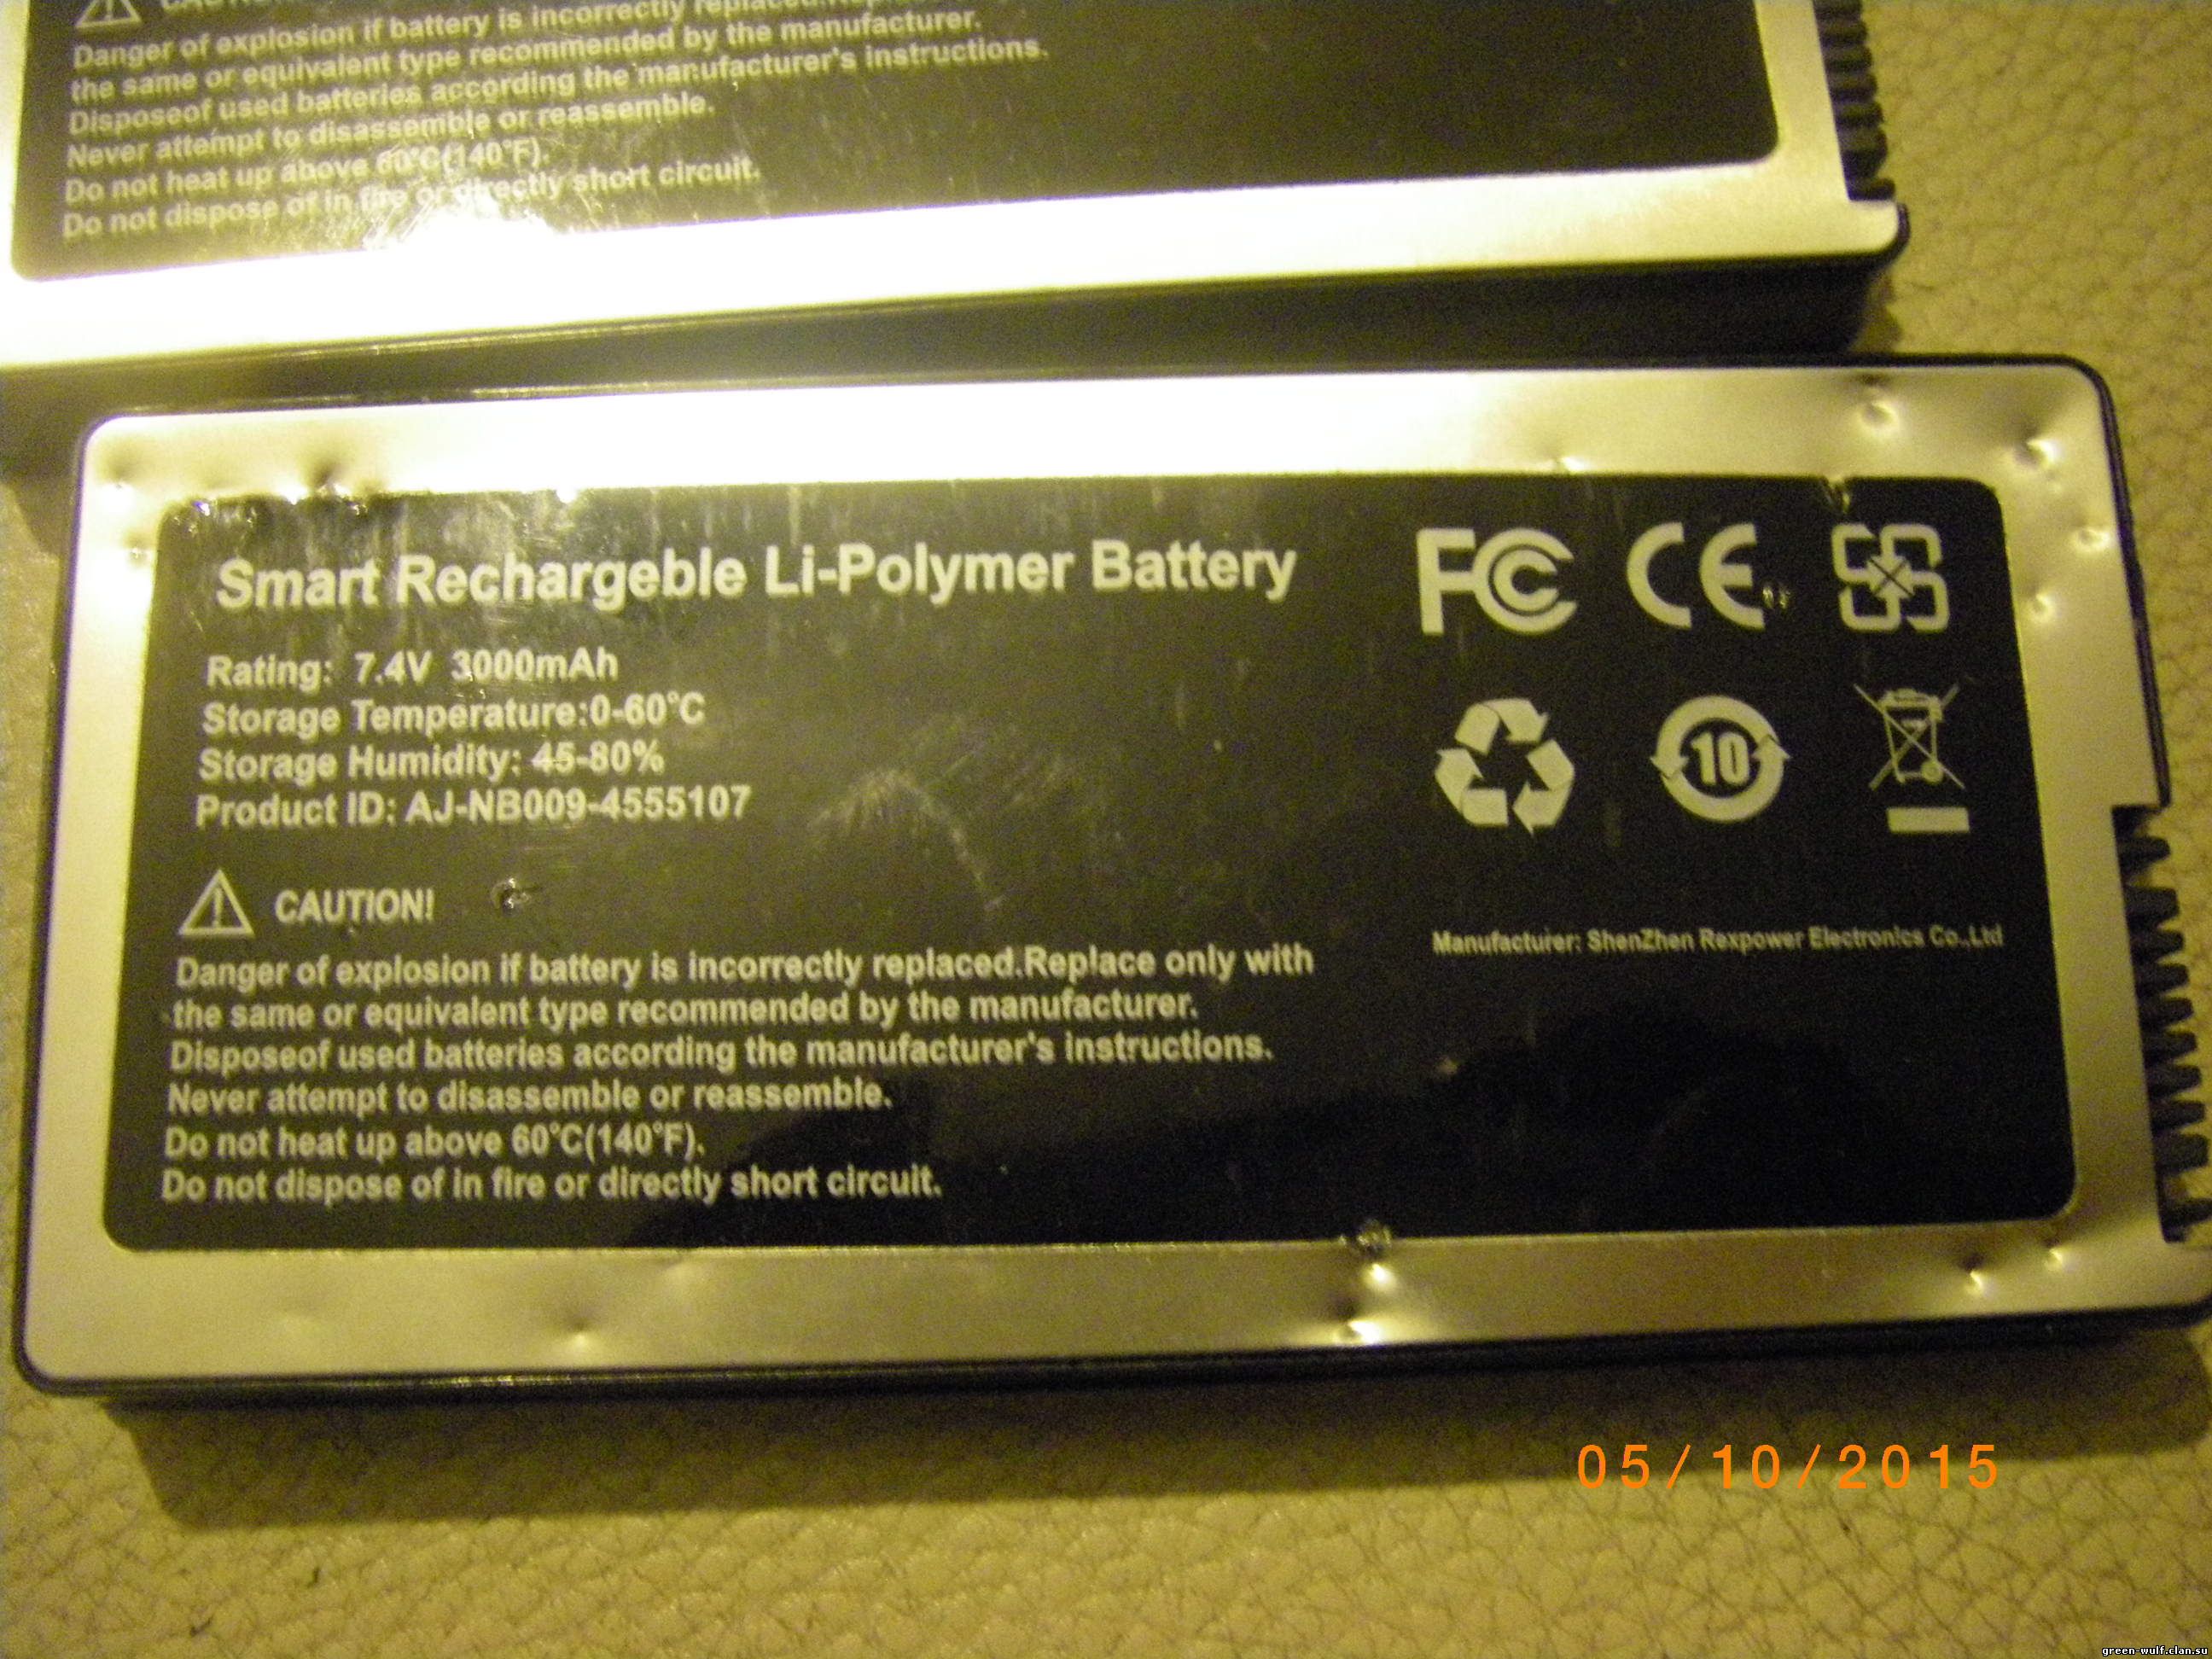 Danger of explosion if battery is incorrectly replaced.
the same or equivalent type recommended by the manufacturer.
Disposeof used batteries according the manufacturer's instructions.
Never attempt to disassemble or reassemble.
Do not heat up above 60°C(140°F).
Do not dispose of in fire or directly short circuit.
Smart Rechargeble Li-Polymer Battery
FC CE
Rating: 7.4V 3000mAh
Storage Temperature:0-60°C
Storage Humidity: 45-80%
Product ID: AJ-NB009-4555107
10
CAUTION!
Danger of explosion if battery is incorrectly replaced.Replace only with
the same or equivalent type recommended by the manufacturer.
Disposeof used batteries according the manufacturer's instructions.
Never attempt to disassemble or reassemble.
Do not heat up above 60°C(140°F).
Do not dispose of in fire or directly short circuit.
Manufacturer: ShenZhen Rexpower Electronics Co.,Ltd
05/10/2015
green-wulf.clan.su